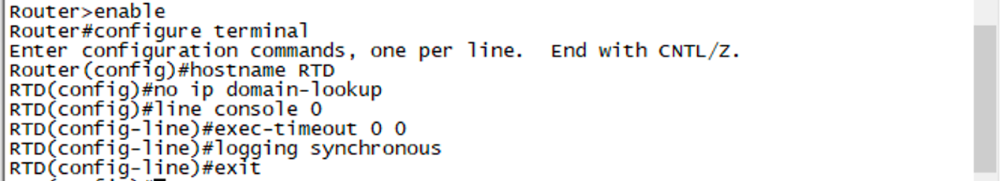 Router>enable
Router#configure terminal
Enter configuration commands, one per line.  End with CNTL/Z.
Router(config)#hostname RTD
RTD(config)#no ip domain-lookup
RTD(config)#line console 0
RTD(config-line)#exec-timeout 0 0
RTD(config-line)#logging synchronous
RTD(config-line)#exit